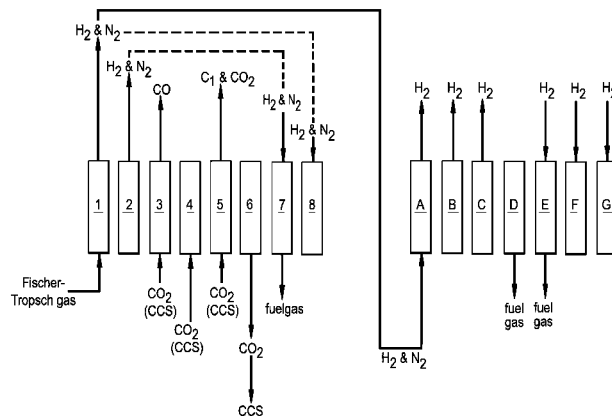 H2 & N2
H2 & N2
CO
C1 & CO2
H2 & N2
H2 & N2
H2
H2
H2
H2
H2
H2
1
2
3
4
5
6
7
8
A
B
C
D
E
F
G
Fischer-
Tropsch gas
CO2
(CCS)
CO2
(CCS)
CO2
(CCS)
fuelgas
CO2
CCS
H2 & N2
fuel
gas
fuel
gas